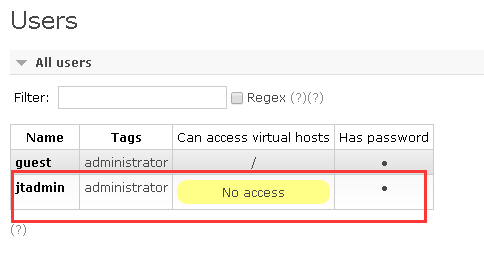 Users
All users
Filter: Regex (?)(?)
Name Tags Can access virtual hosts Has password
guest administrator / •
jtadmin administrator No access •
(?)